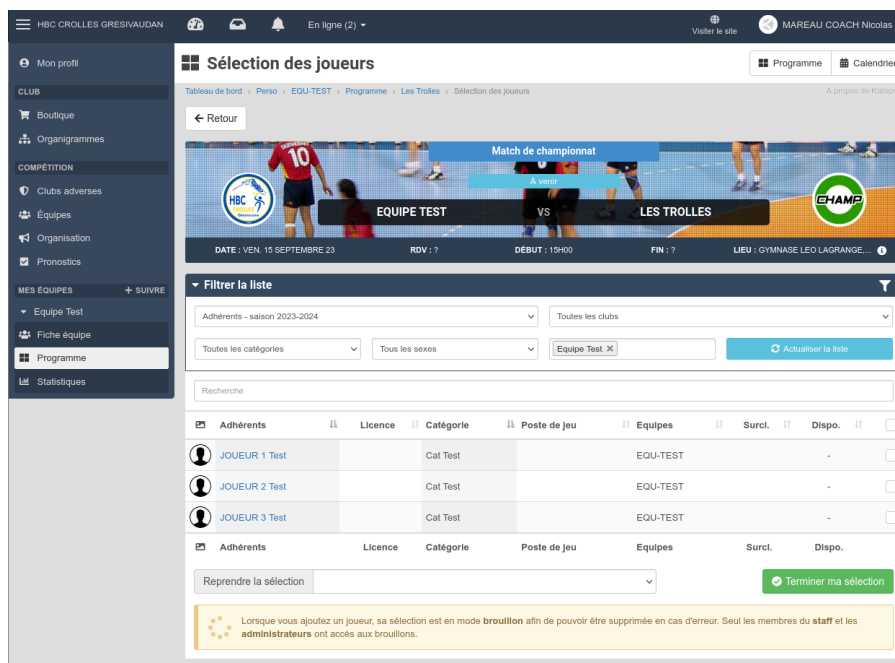 HBC CROLLES GRESIVAUDAN
En ligne (2)
Visiter le site
MAREAU COACH Nicolas
Mon profil
CLUB
Boutique
Organigrammes
COMPÉTITION
Clubs adverses
Équipes
Organisation
Pronostics
MES ÉQUIPES + SUIVRE
Equipe Test
Fiche équipe
Programme
Statistiques
Sélection des joueurs
Programme
Calendrier
Tableau de bord › Perso › EQU-TEST › Programme › Les Trolles › Sélection des joueurs
A propos de
Retour
Match de championnat
10
À venir
HBC
CROLLES
EQUIPE TEST VS LES TROLLES
CHAMP
DATE : VEN. 15 SEPTEMBRE 23 RDV : ? DÉBUT : 15H00 FIN : ? LIEU : GYMNASE LEO LAGRANGE,...
Filtrer la liste
Adhérents - saison 2023-2024
Toutes les clubs
Toutes les catégories
Tous les sexes
Equipe Test
Actualiser la liste
Recherche
Adhérents Licence Catégorie Poste de jeu Equipes Surcl. Dispo.
JOUEUR 1 Test Cat Test EQU-TEST -
JOUEUR 2 Test Cat Test EQU-TEST -
JOUEUR 3 Test Cat Test EQU-TEST -
Adhérents Licence Catégorie Poste de jeu Equipes Surcl. Dispo.
Reprendre la sélection
Terminer ma sélection
Lorsque vous ajoutez un joueur, sa sélection est en mode brouillon afin de pouvoir être supprimée en cas d'erreur. Seul les membres du staff et les
administrateurs ont accès aux brouillons.